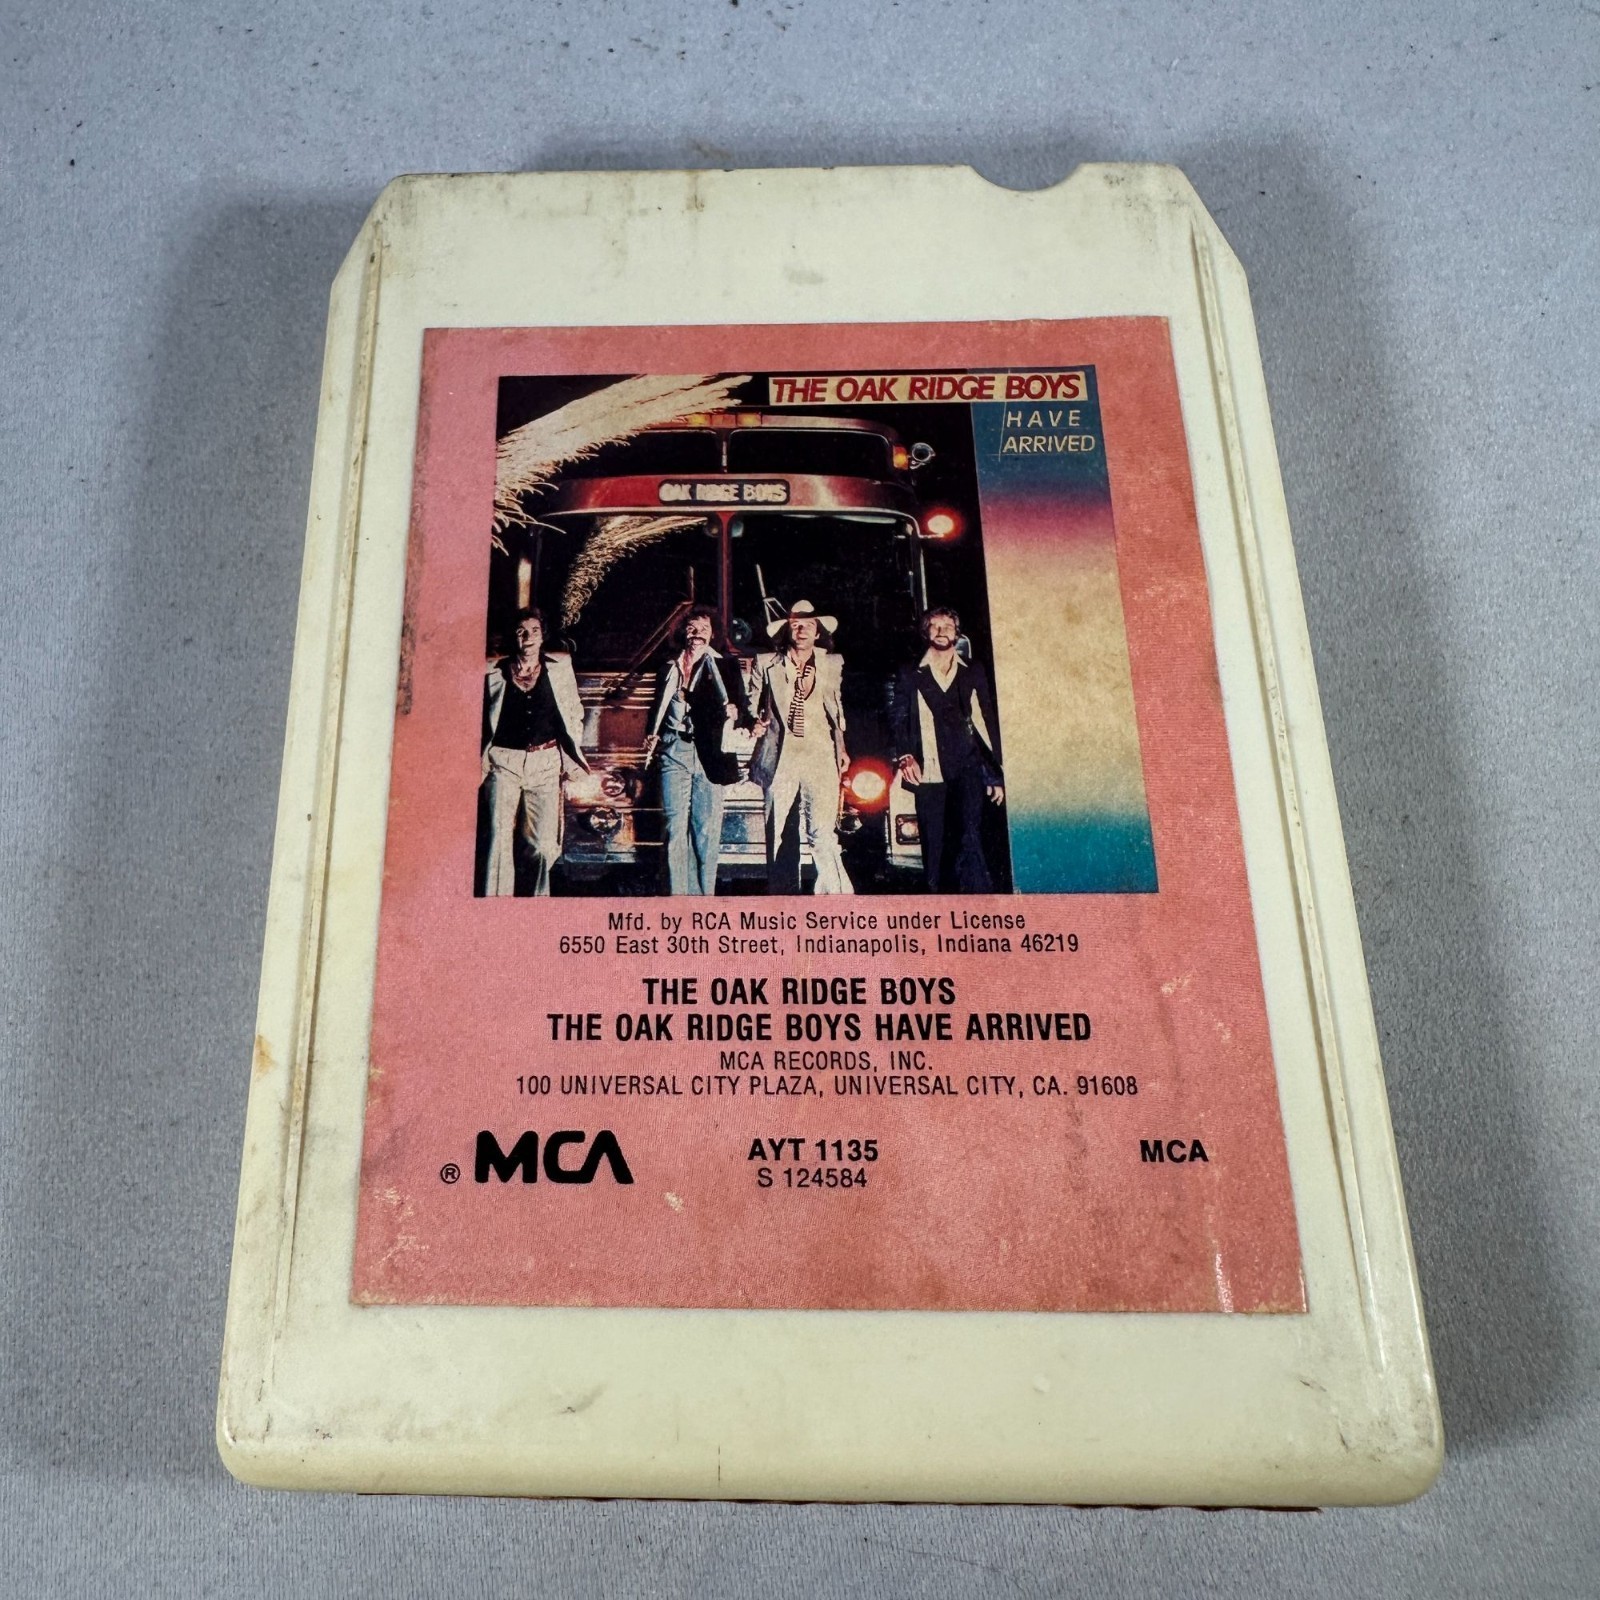 THE OAK RIDGE BOYS
HAVE
ARRIVED
OAK RIDGE BOYS
Mfd. by RCA Music Service under License
6550 East 30th Street, Indianapolis, Indiana 46219
THE OAK RIDGE BOYS
THE OAK RIDGE BOYS HAVE ARRIVED
MCA RECORDS, INC.
100 UNIVERSAL CITY PLAZA, UNIVERSAL CITY, CA. 91608
® MCA AYT 1135 MCA
S 124584